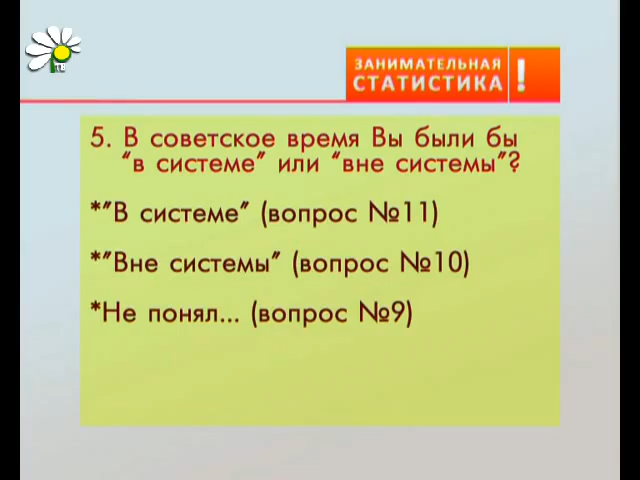 тв
ЗАНИМАТЕЛЬНАЯ
СТАТИСТИКА !
5. В советское время Вы были бы
“в системе” или “вне системы”?
*”В системе” (вопрос №11)
*”Вне системы” (вопрос №10)
*Не понял... (вопрос №9)